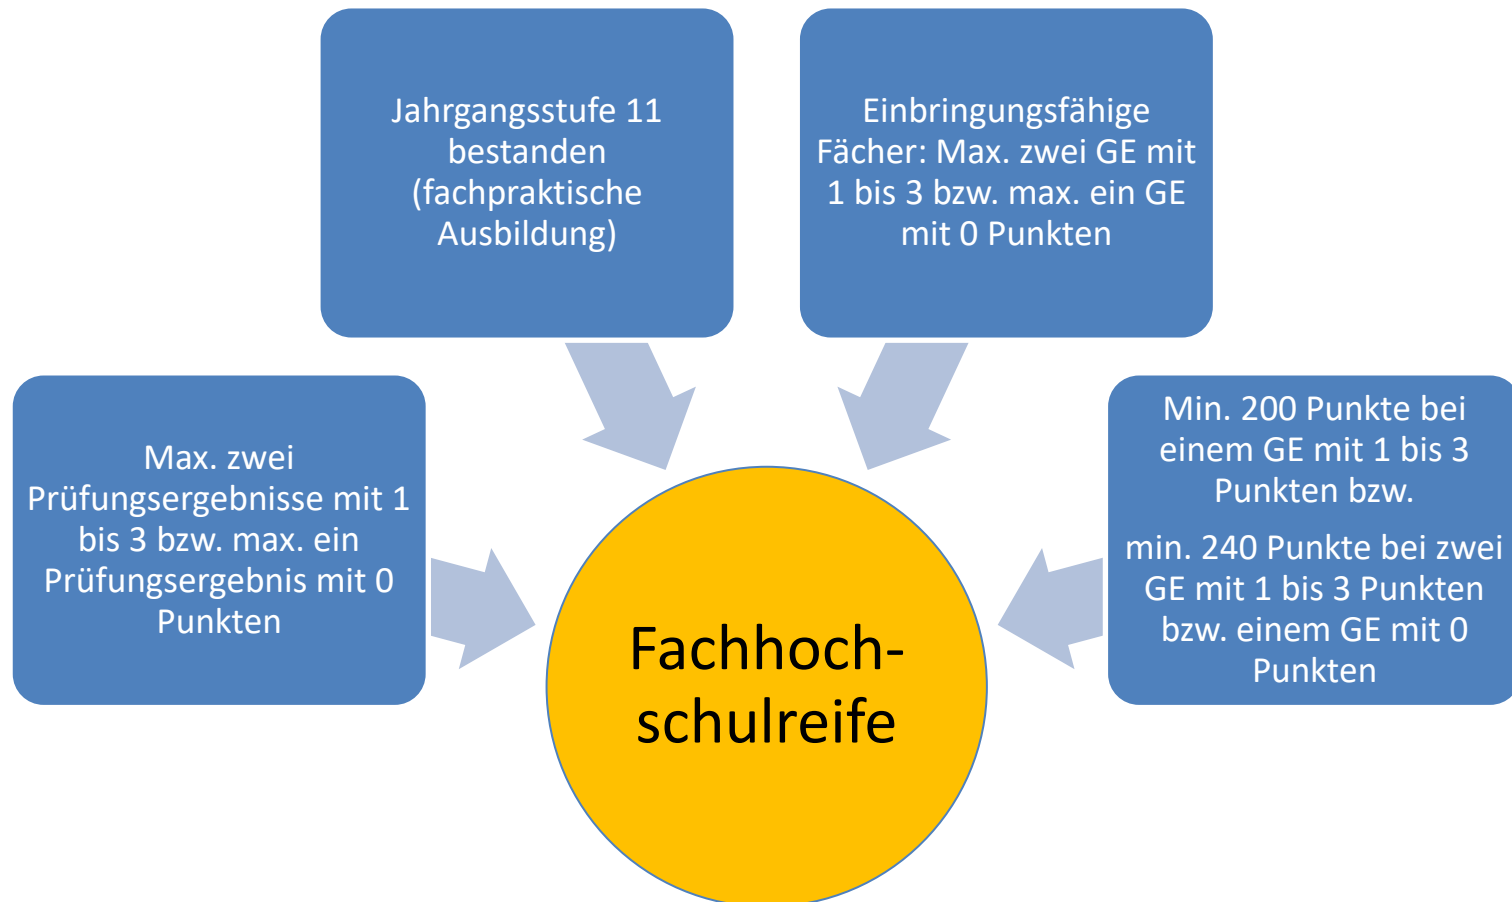 Jahrgangsstufe 11
bestanden
(fachpraktische
Ausbildung)
Einbringungsfähige
Fächer: Max. zwei GE mit
1 bis 3 bzw. max. ein GE
mit 0 Punkten
Max. zwei
Prüfungsergebnisse mit 1
bis 3 bzw. max. ein
Prüfungsergebnis mit 0
Punkten
Min. 200 Punkte bei
einem GE mit 1 bis 3
Punkten bzw.
min. 240 Punkte bei zwei
GE mit 1 bis 3 Punkten
bzw. einem GE mit 0
Punkten
Fachhoch-
schulreife